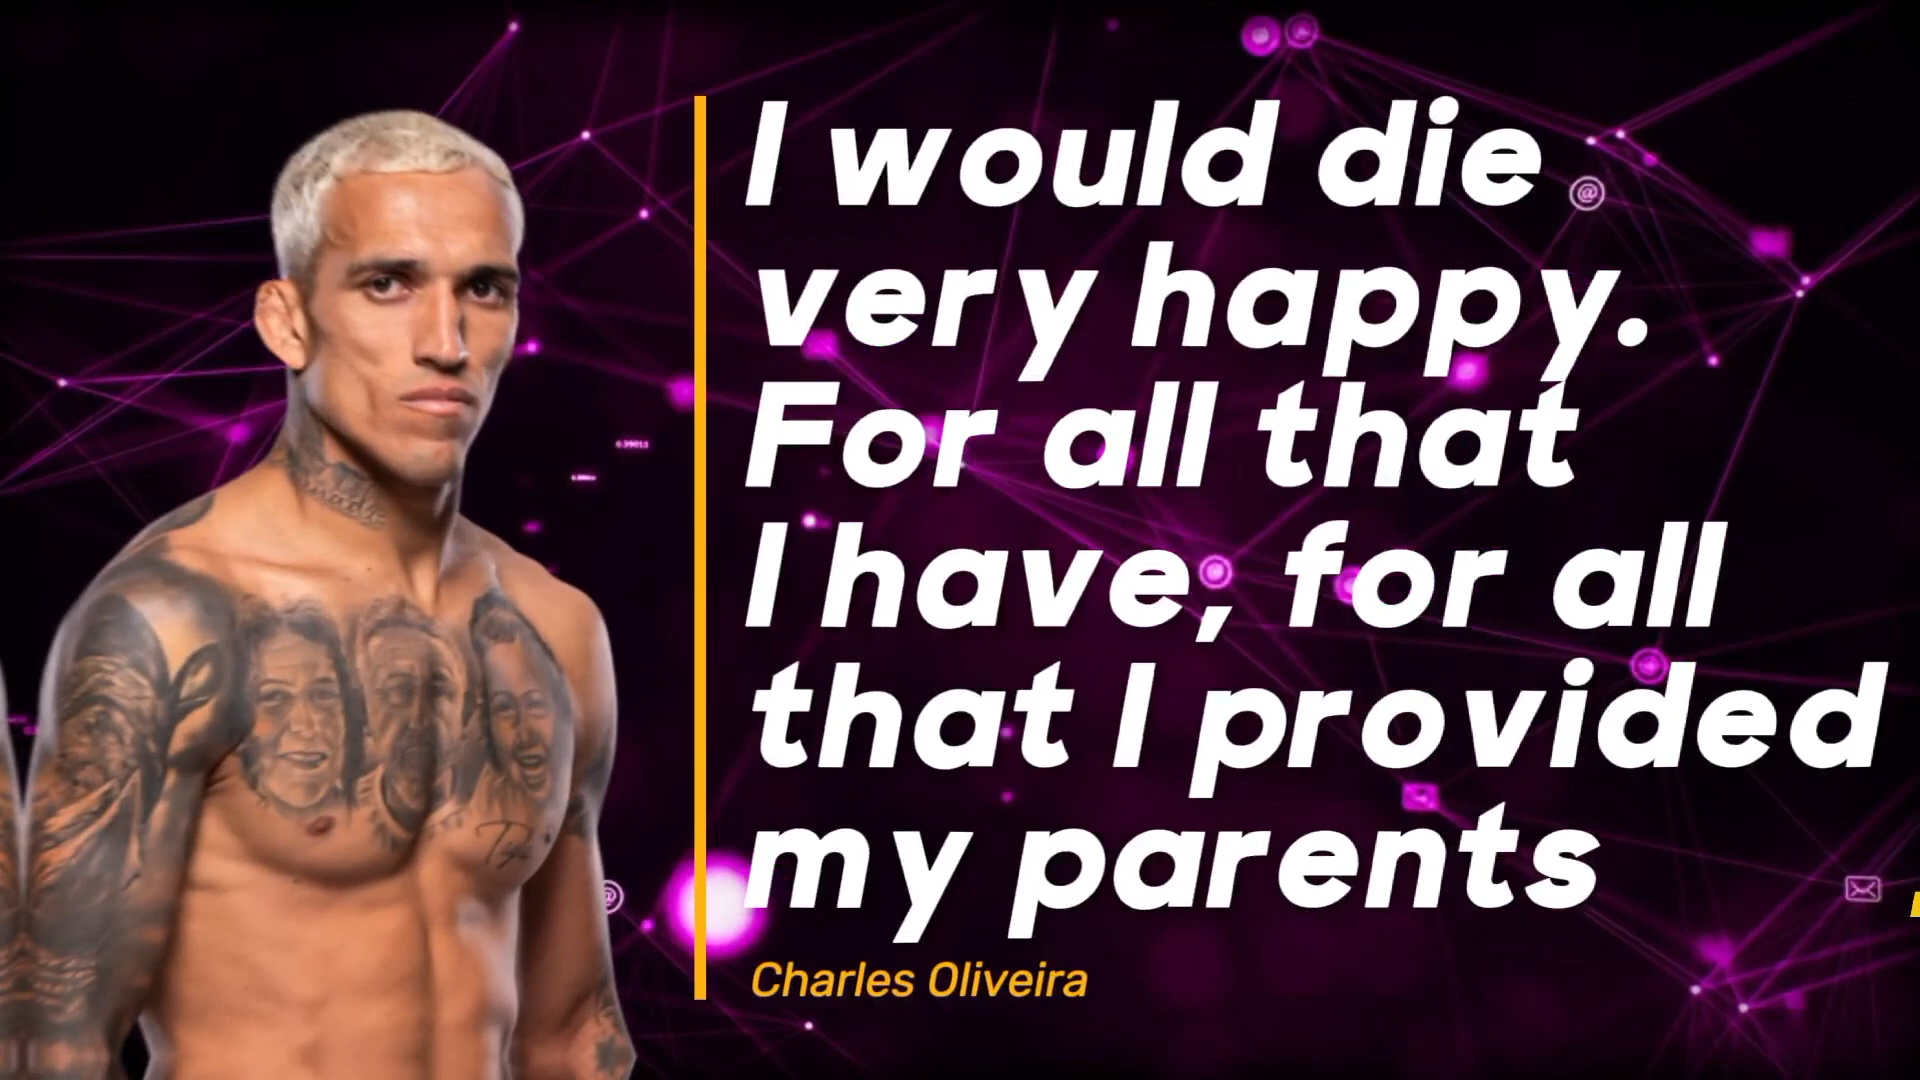 I would die
very happy.
For all that
I have, for all
that I provided
my parents
Charles Oliveira